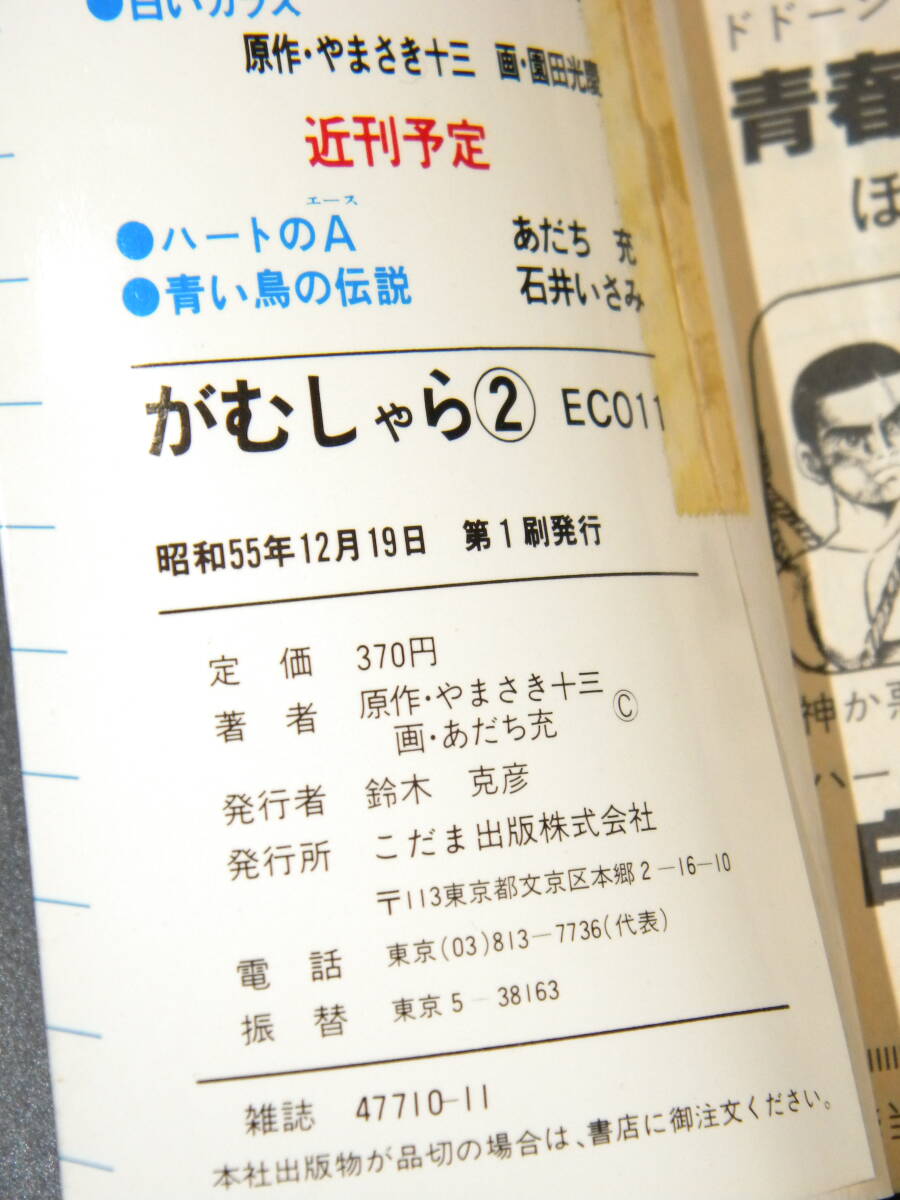 ●白いカラス
原作・やまさき十三 画・園田光慶
近刊予定
エース
●ハートのA あだち 充
●青い鳥の伝説 石井いさみ
がむしゃら② EC011
昭和55年12月19日 第1刷発行
定 価 370円
著 者 原作・やまさき十三
画・あだち充 ©
発行者 鈴木 克彦
発行所 こだま出版株式会社
〒113東京都文京区本郷2-16-10
電 話 東京(03)813-7736(代表)
振 替 東京5-38163
雑誌 47710-11
本社出版物が品切の場合は、書店に御注文ください。
ドドーン
青春
ほ
神か悪
ハー